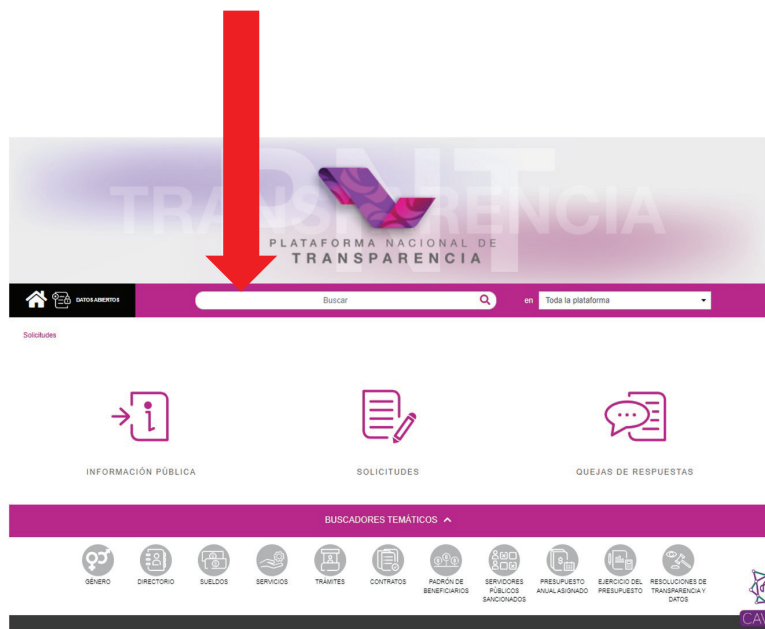 PNT
TRANSPARENCIA
PLATAFORMA NACIONAL DE
TRANSPARENCIA
DATOS ABIERTOS
Buscar
en
Toda la plataforma
Solicitudes
INFORMACIÓN PÚBLICA
SOLICITUDES
QUEJAS DE RESPUESTAS
BUSCADORES TEMÁTICOS
GÉNERO
DIRECTORIO
SUELDOS
SERVICIOS
TRÁMITES
CONTRATOS
PADRÓN DE
BENEFICIARIOS
SERVIDORES
PÚBLICOS
SANCIONADOS
PRESUPUESTO
ANUAL ASIGNADO
EJERCICIO DEL
PRESUPUESTO
RESOLUCIONES DE
TRANSPARENCIA Y
DATOS